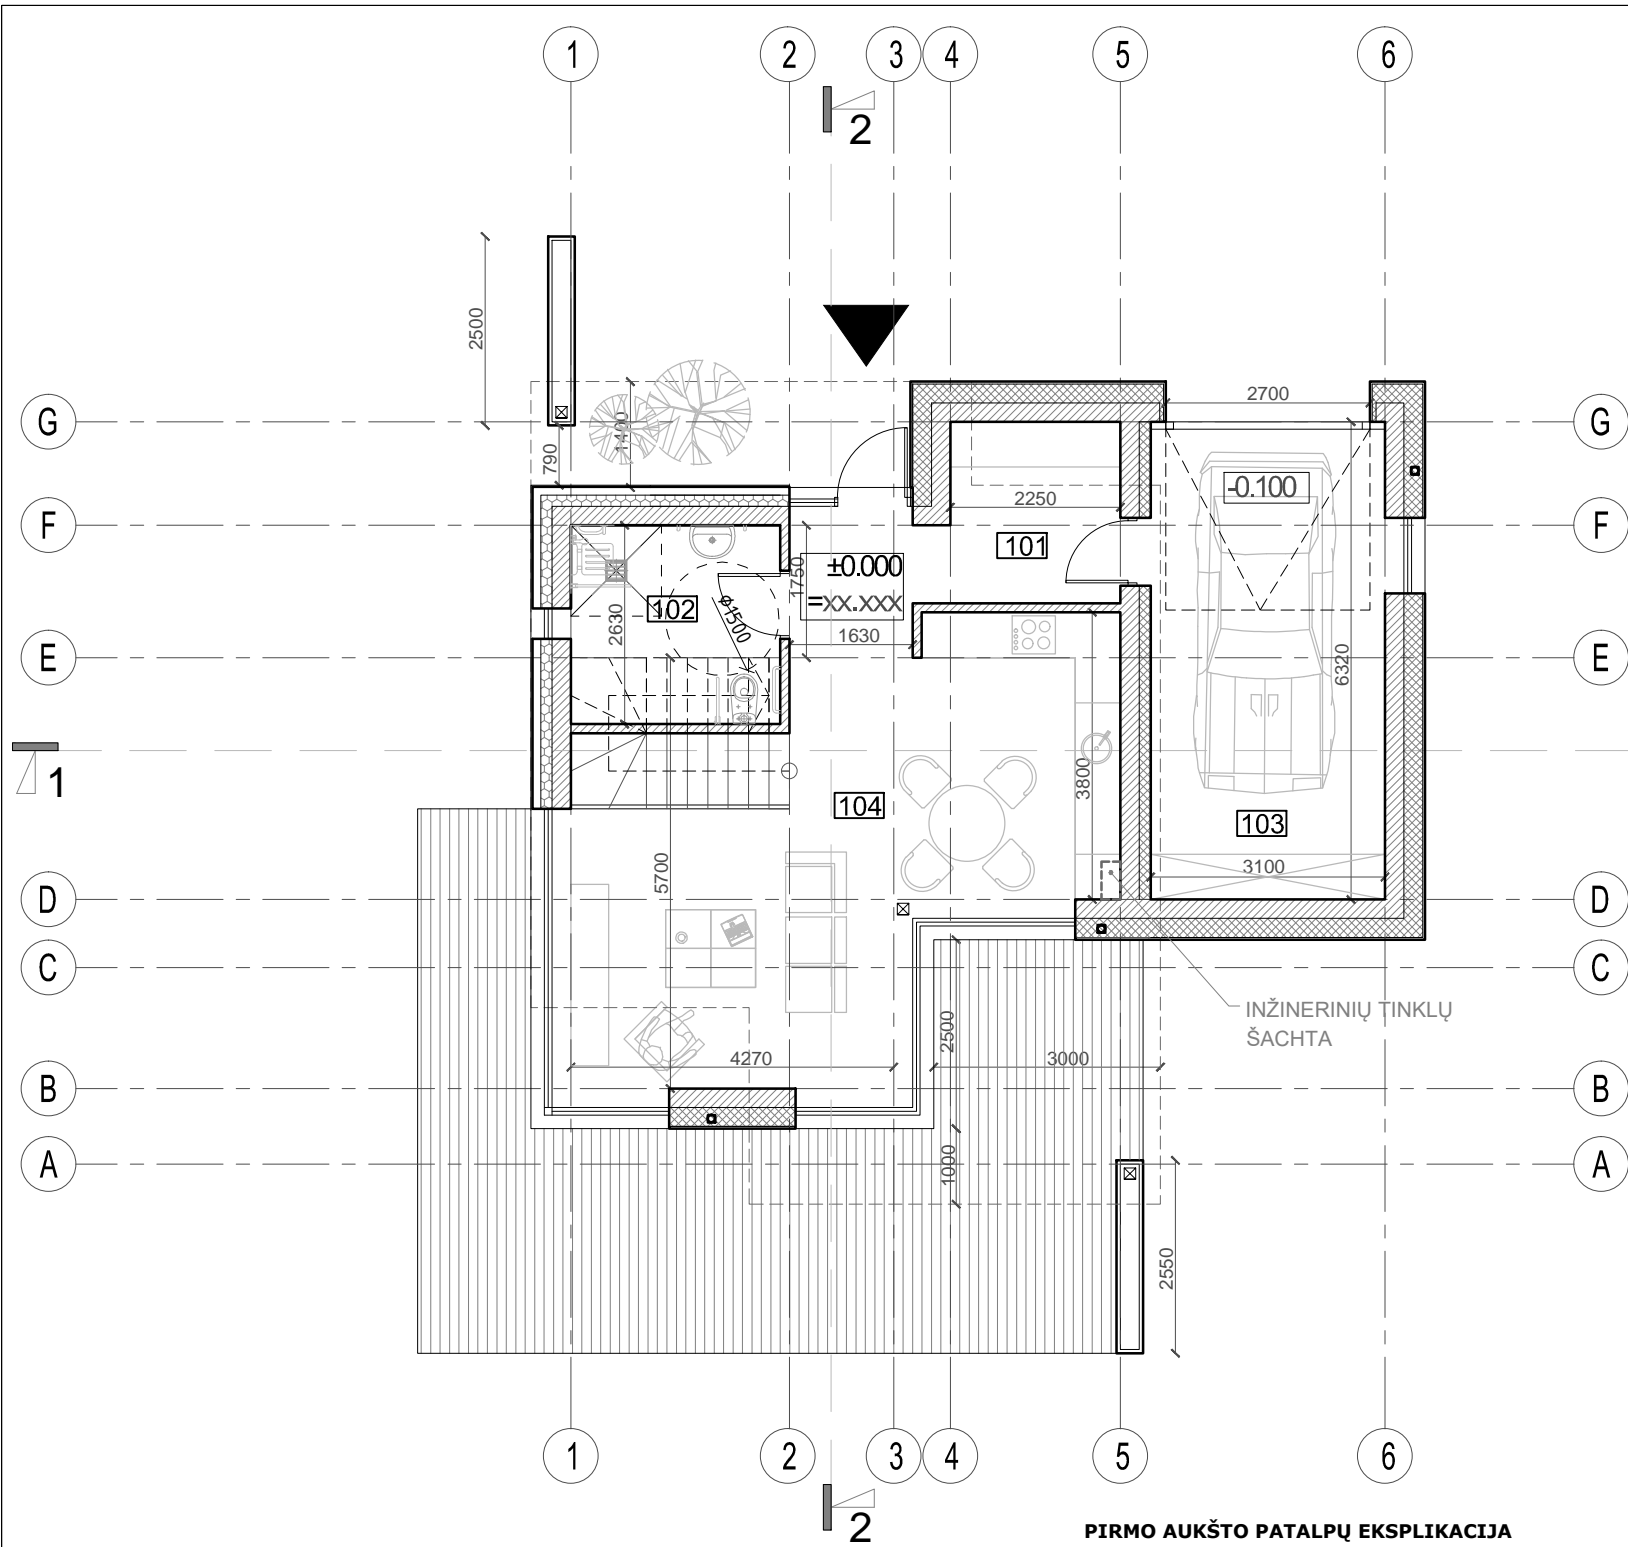 1 2 3 4 5 6
2
2500
G 2700 G
1400
790
-0.100
2250
F F
101
±0.000
=XX.XXX
1750
102
Ø1500
2630
1630
E E
6320
1
3800
104
103
5700
3100
D D
C C
INŽINERINIŲ TINKLŲ
ŠACHTA
2500
4270 3000
B B
A A
1000
2550
1 2 3 4 5 6
2
PIRMO AUKŠTO PATALPŲ EKSPLIKACIJA